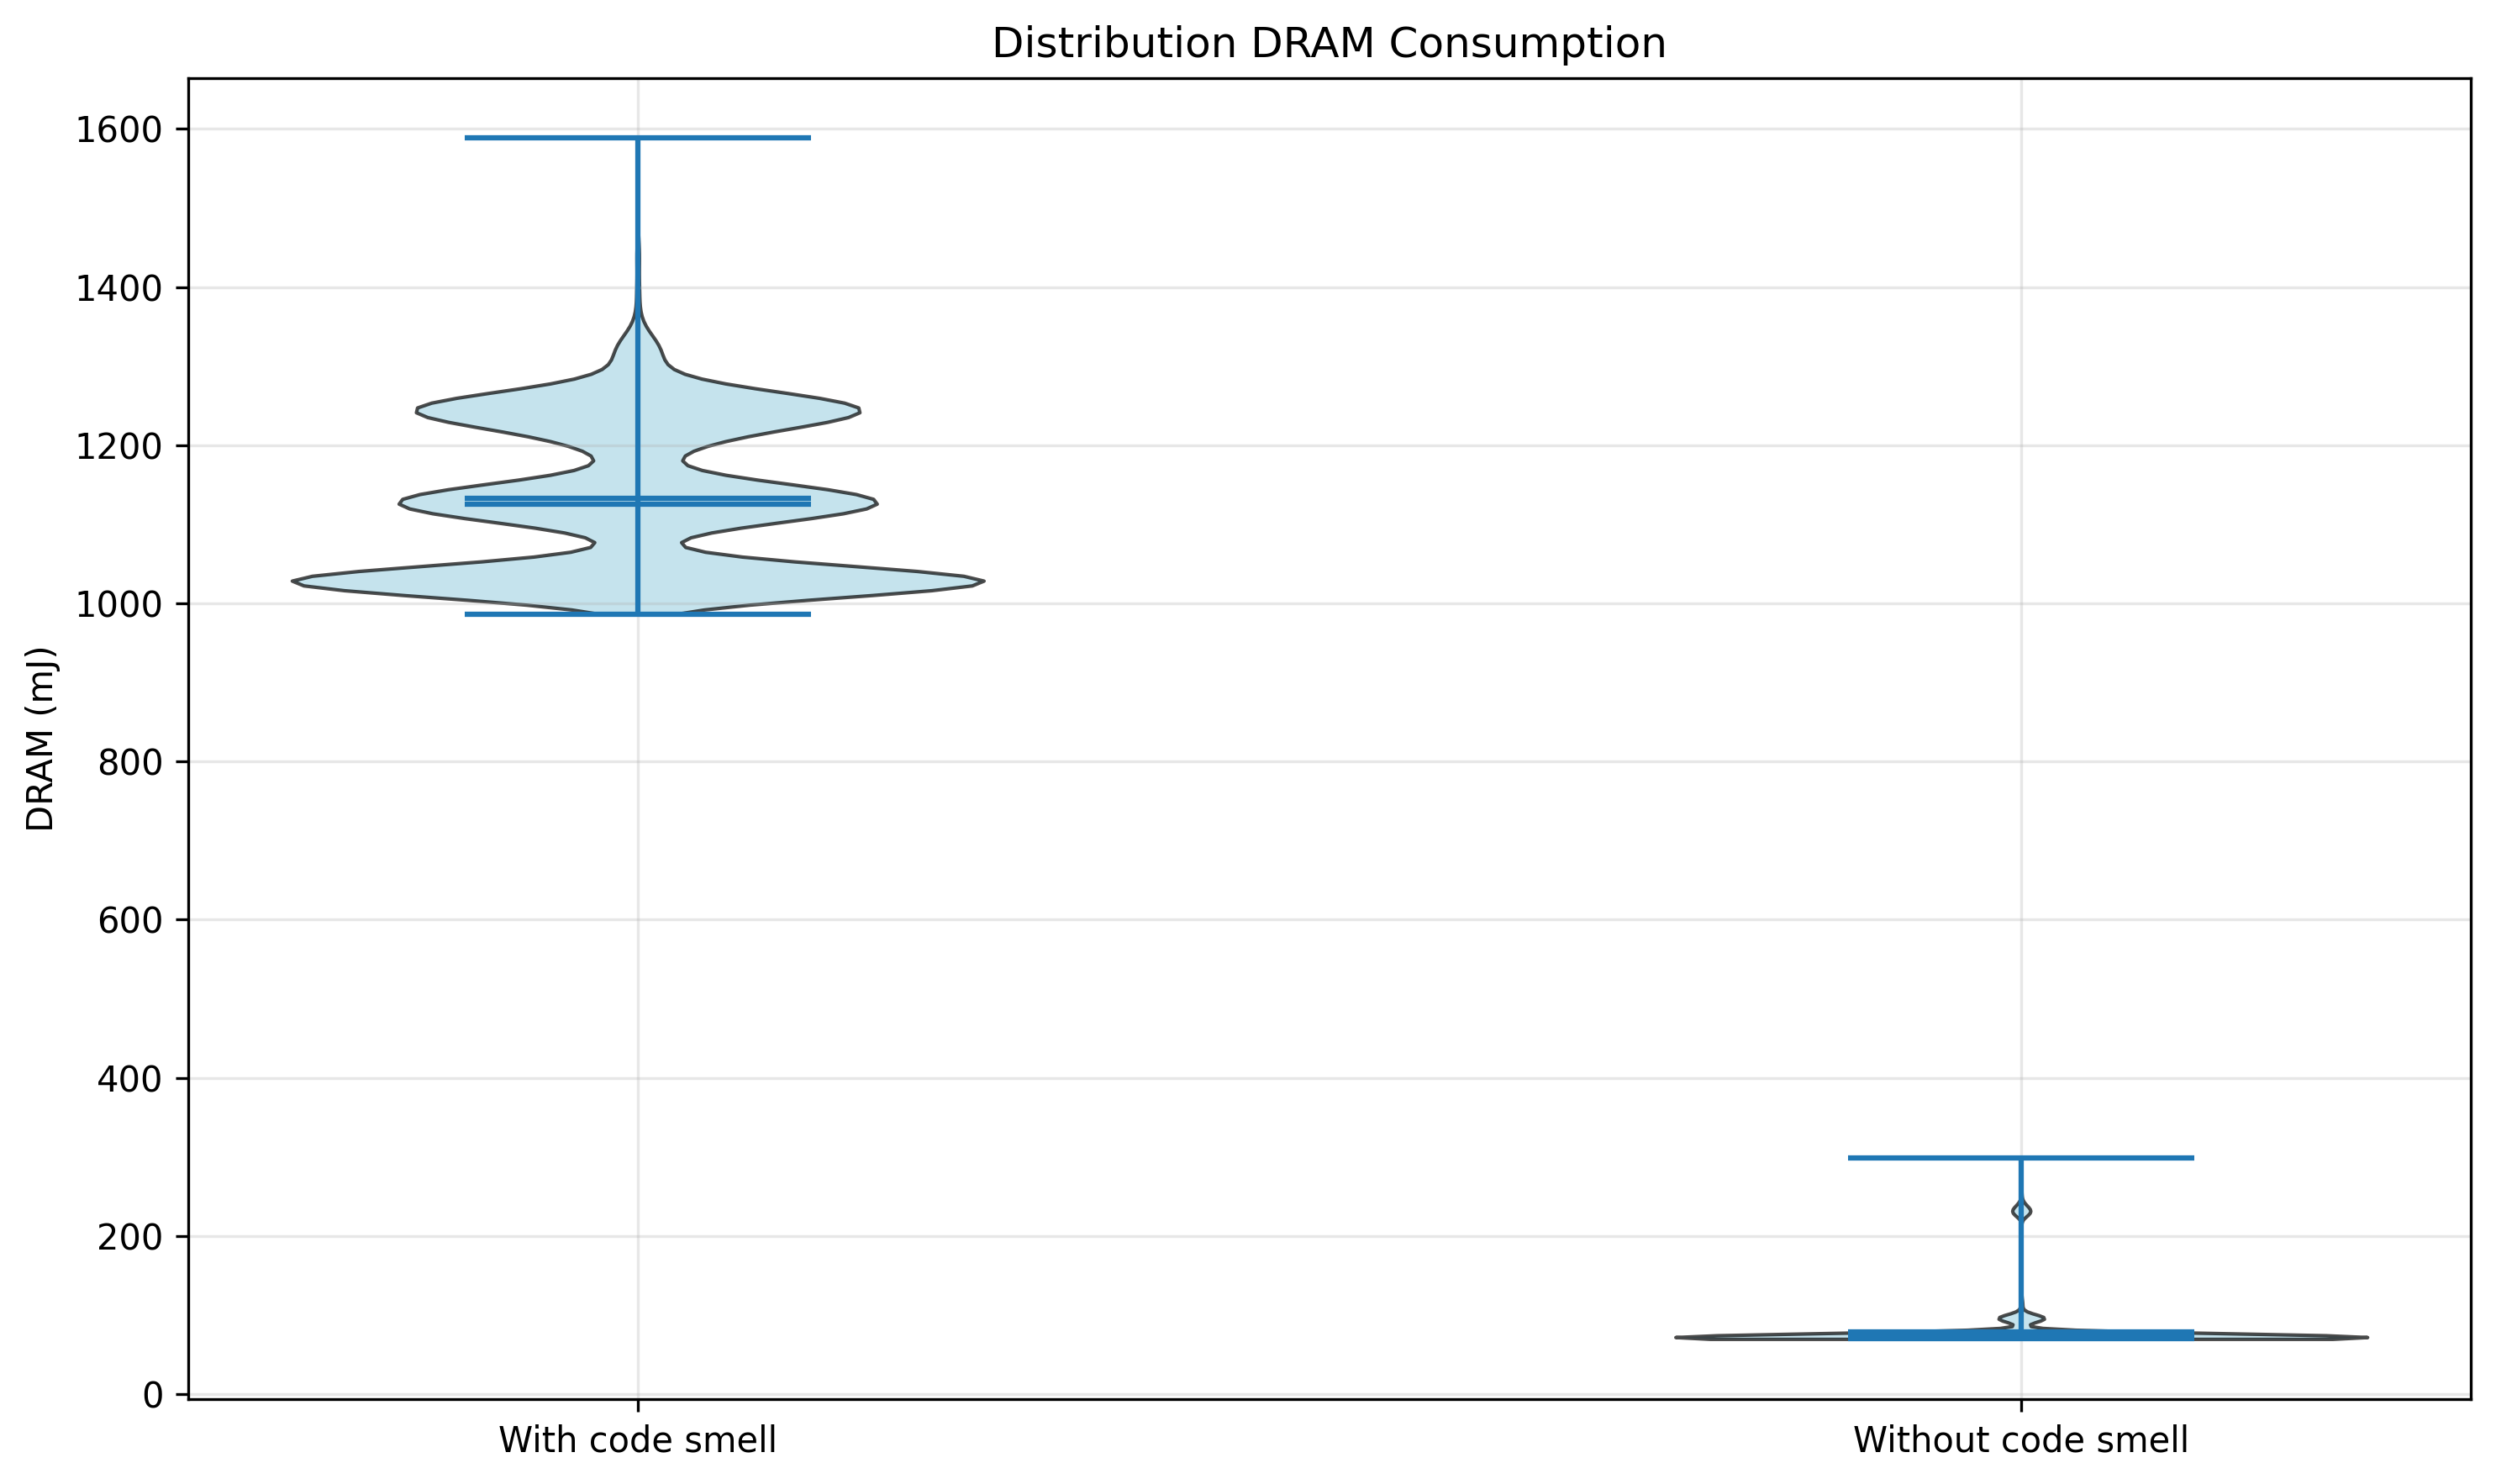 Distribution DRAM Consumption
DRAM (mJ)
1600
1400
1200
1000
800
600
400
200
0
With code smell
Without code smell